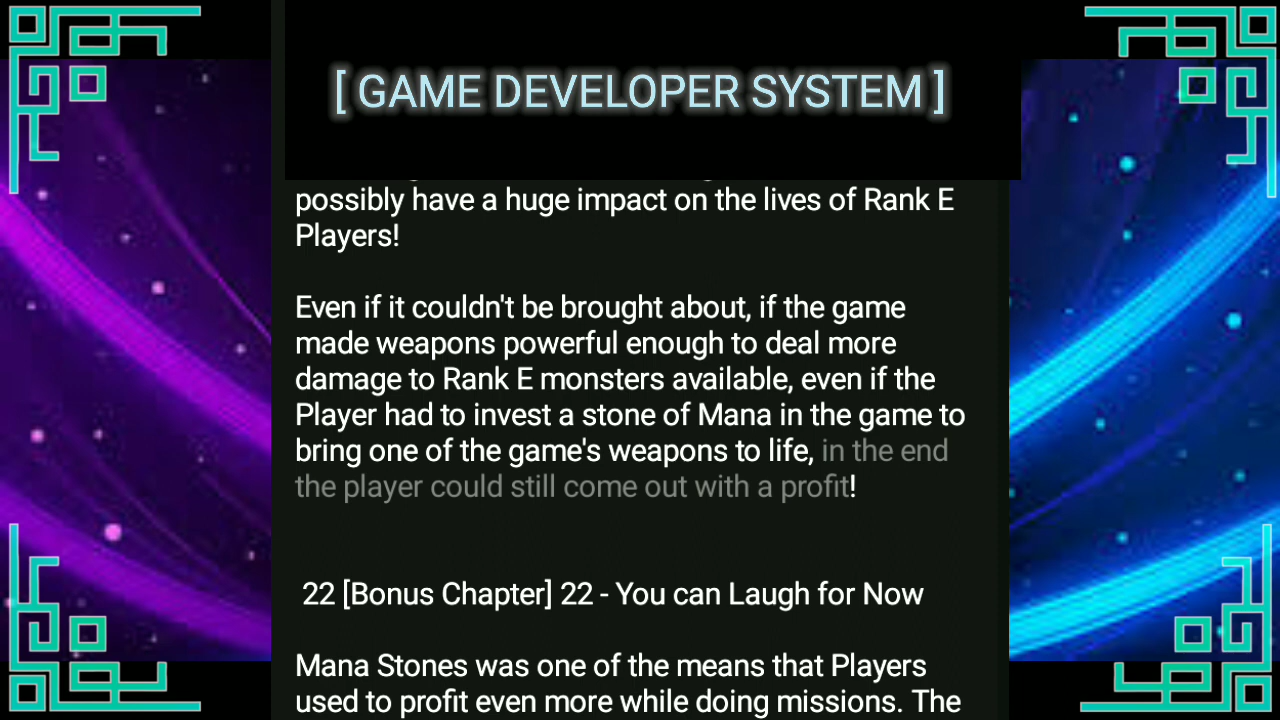 [ GAME DEVELOPER SYSTEM ]
possibly have a huge impact on the lives of Rank E
Players!
Even if it couldn't be brought about, if the game
made weapons powerful enough to deal more
damage to Rank E monsters available, even if the
Player had to invest a stone of Mana in the game to
bring one of the game's weapons to life, in the end
the player could still come out with a profit!
22 [Bonus Chapter] 22 - You can Laugh for Now
Mana Stones was one of the means that Players
used to profit even more while doing missions. The